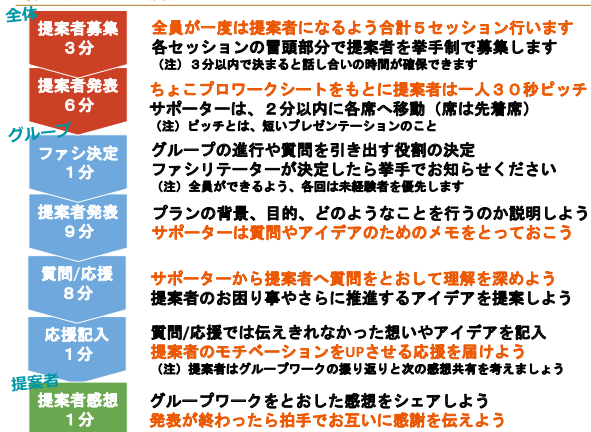 全体
提案者募集
3分
全員が一度は提案者になるよう合計5セッション行います
各セッションの冒頭部分で提案者を挙手制で募集します
(注)3分以内で決まると話し合いの時間が確保できます
提案者発表
6分
ちょこプロワークシートをもとに提案者は一人30秒ピッチ
サポーターは、2分以内に各席へ移動(席は先着席)
(注)ピッチとは、短いプレゼンテーションのこと
グループ
ファシ決定
1分
グループの進行や質問を引き出す役割の決定
ファシリテーターが決定したら挙手でお知らせください
(注)全員ができるよう、各回は未経験者を優先します
提案者発表
9分
プランの背景、目的、どのようなことを行うのか説明しよう
サポーターは質問やアイデアのためのメモをとっておこう
質問/応援
8分
サポーターから提案者へ質問をとおして理解を深めよう
提案者のお困り事やさらに推進するアイデアを提案しよう
応援記入
1分
質問/応援では伝えきれなかった想いやアイデアを記入
提案者のモチベーションをUPさせる応援を届けよう
(注)提案者はグループワークの振り返りと次の感想共有を考えましょう
提案者
提案者感想
1分
グループワークをとおした感想をシェアしよう
発表が終わったら拍手でお互いに感謝を伝えよう